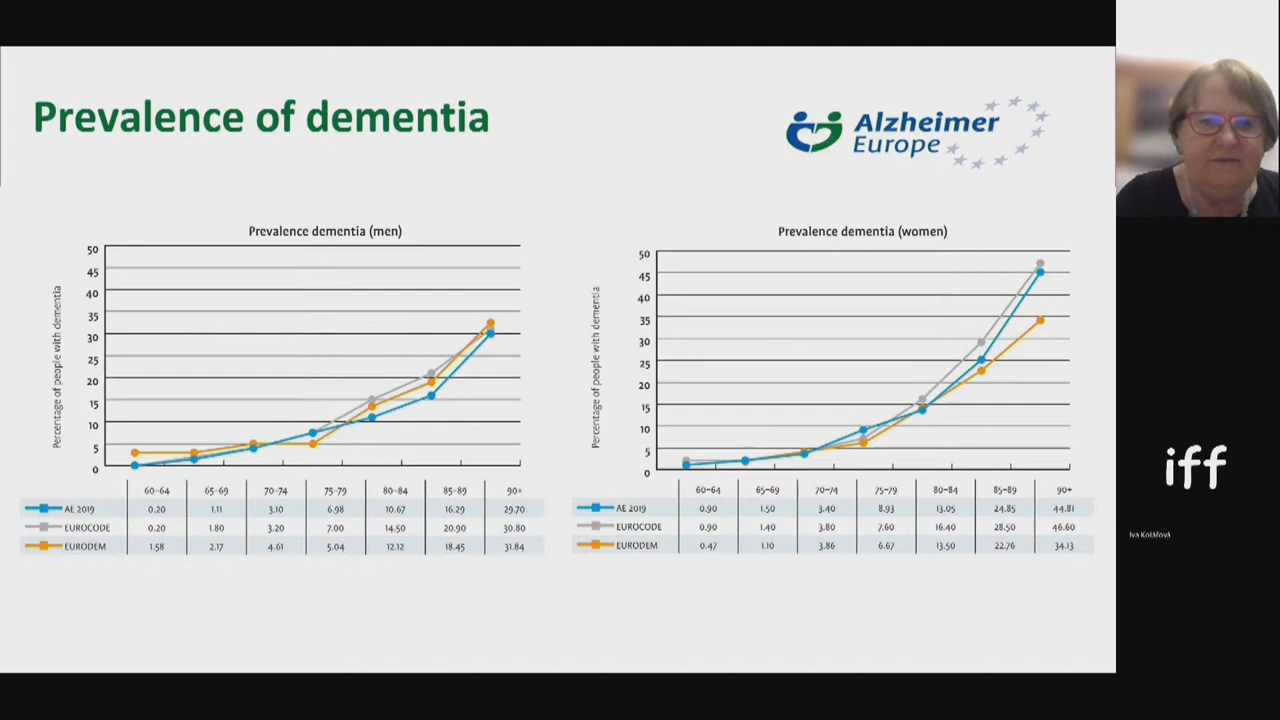 Prevalence of dementia
Alzheimer
Europe
Prevalence dementia (men)
Percentage of people with dementia
50
45
40
35
30
25
20
15
10
5
0
60–64 65–69 70–74 75–79 80–84 85–89 90+
AE 2019 0.20 1.11 3.10 6.98 10.67 16.29 29.70
EUROCODE 0.20 1.80 3.20 7.00 14.50 20.90 30.80
EURODEM 1.58 2.17 4.61 5.04 12.12 18.45 31.84
Prevalence dementia (women)
Percentage of people with dementia
50
45
40
35
30
25
20
15
10
5
0
60–64 65–69 70–74 75–79 80–84 85–89 90+
AE 2019 0.90 1.50 3.40 8.93 13.05 24.85 44.81
EUROCODE 0.90 1.40 3.80 7.60 16.40 28.50 46.60
EURODEM 0.47 1.10 3.86 6.67 13.50 22.76 34.13
iff
Iva Kolářová